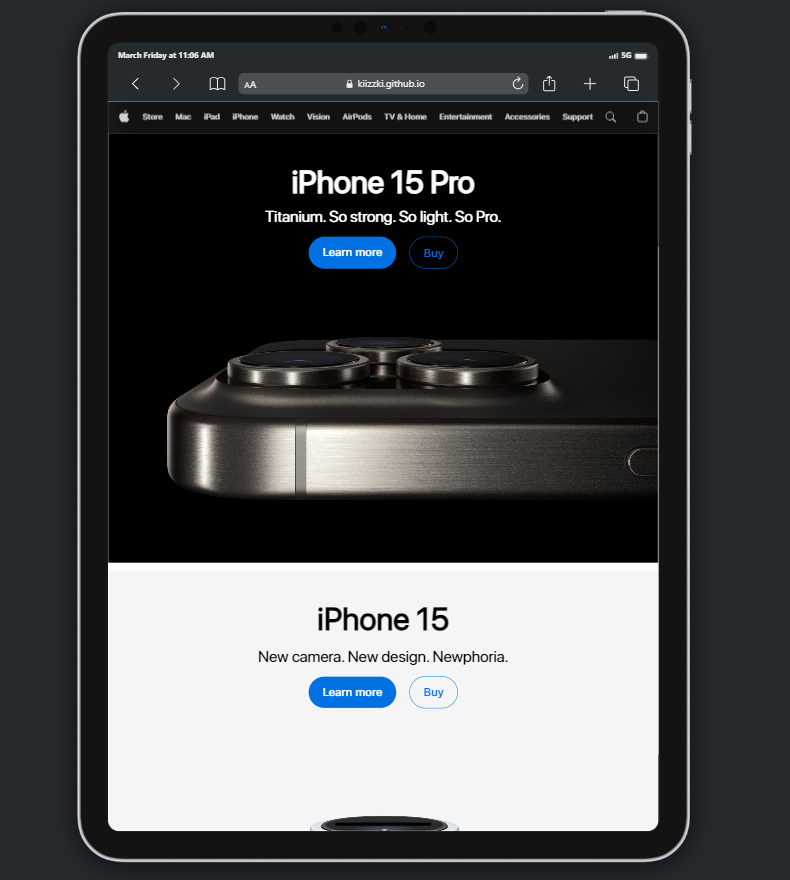 March Friday at 11:06 AM 5G
AA kiizzki.github.io
Store Mac iPad iPhone Watch Vision AirPods TV & Home Entertainment Accessories Support
iPhone 15 Pro
Titanium. So strong. So light. So Pro.
Learn more Buy
iPhone 15
New camera. New design. Newphoria.
Learn more Buy